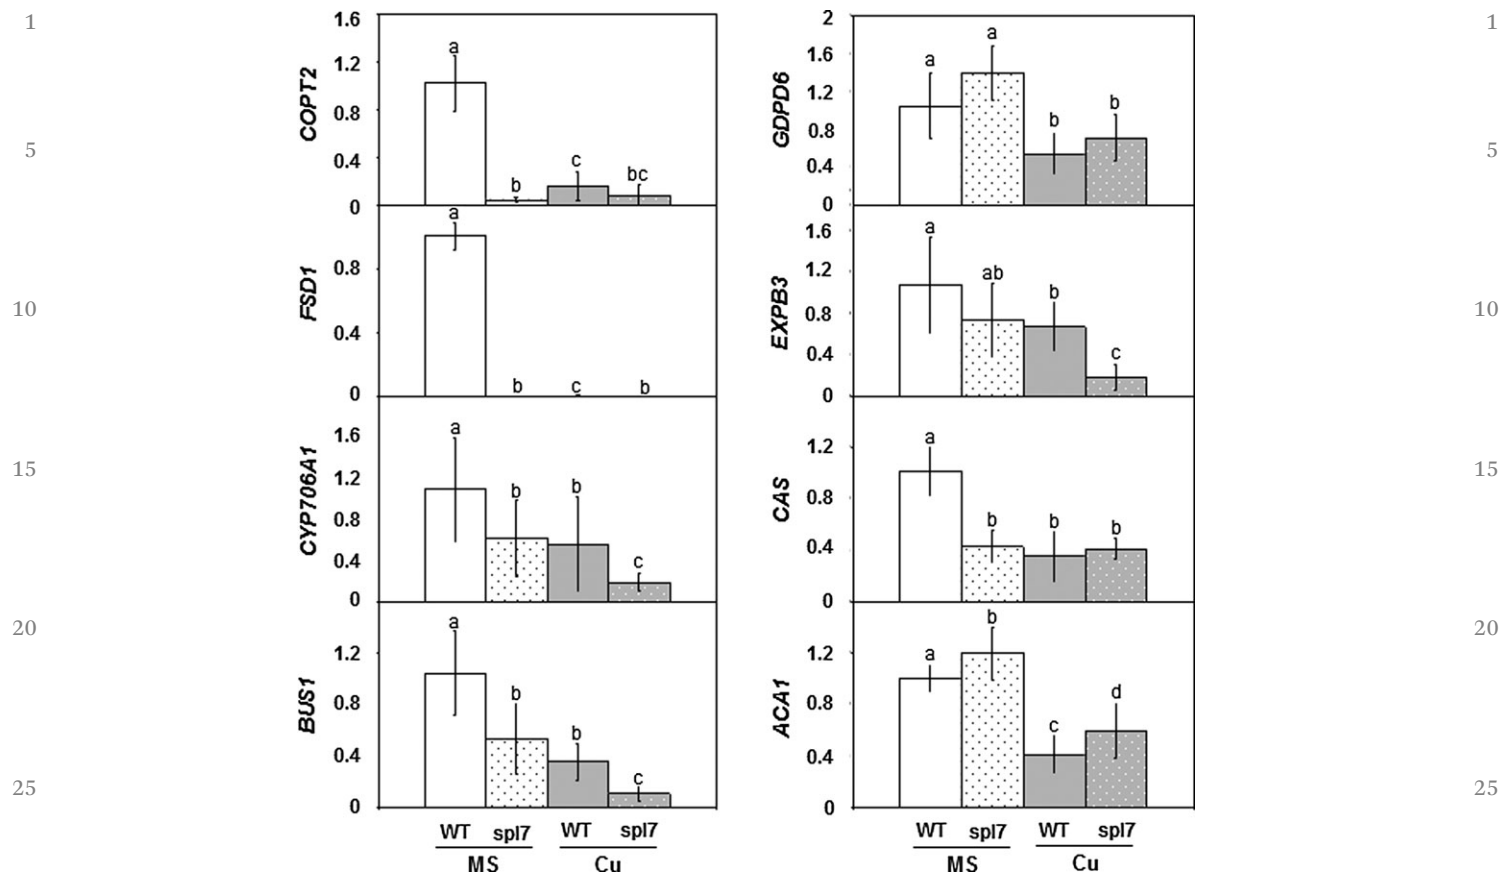 1 1
1.6
a
1.2
COPT2
0.8
5 5
0.4
c
bc
b
0
a
0.8
FSD1
10 10
0.4
b c b
0
1.6
a
15 15
1.2
CYP706A1
b b
0.8
0.4
c
0
20 20
a
1.2
b
BUS1
0.8
b
0.4
c
25 25
0
WT spl7 WT spl7
MS Cu
2
a
1.6
a
GDPD6
1.2
b
b
0.8
0.4
0
1.6
a
1.2
ab
b
EXPB3
0.8
0.4
c
0
a
1.2
CAS
0.8
b b b
0.4
0
b
a
1.2
d
ACA1
0.8
c
0.4
0
WT spl7 WT spl7
MS Cu